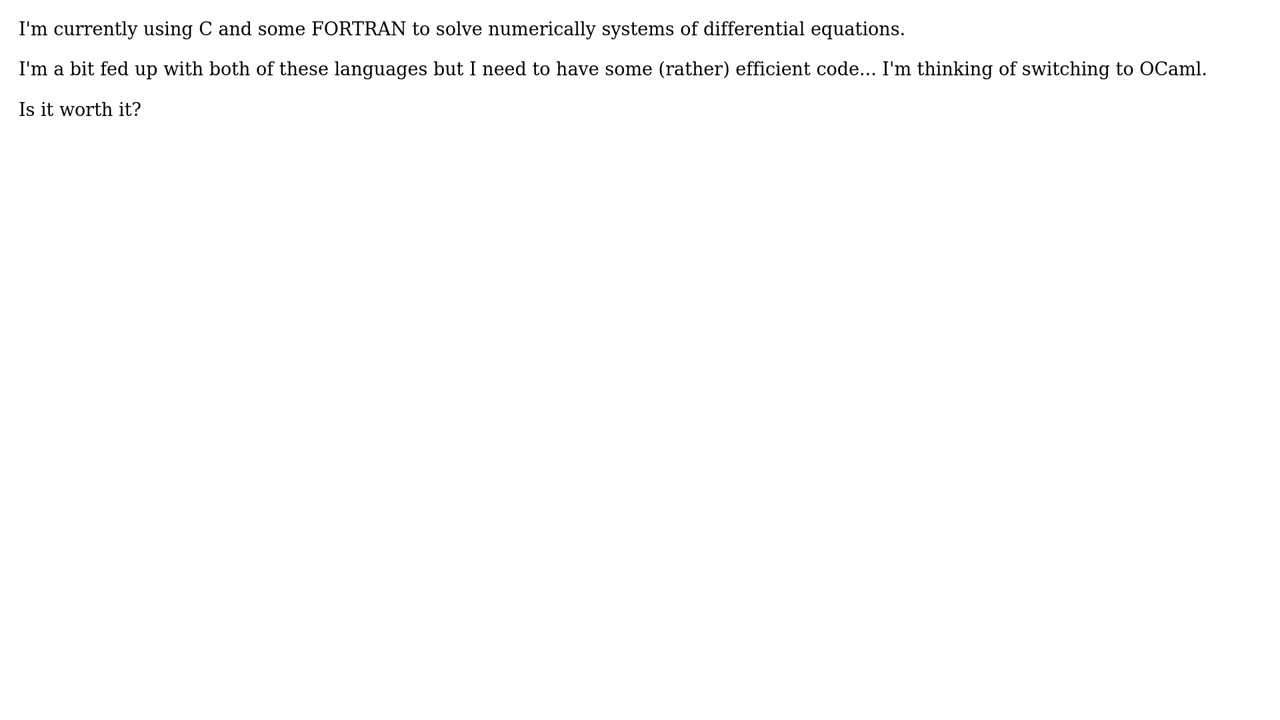 I'm currently using C and some FORTRAN to solve numerically systems of differential equations.
I'm a bit fed up with both of these languages but I need to have some (rather) efficient code... I'm thinking of switching to OCaml.
Is it worth it?